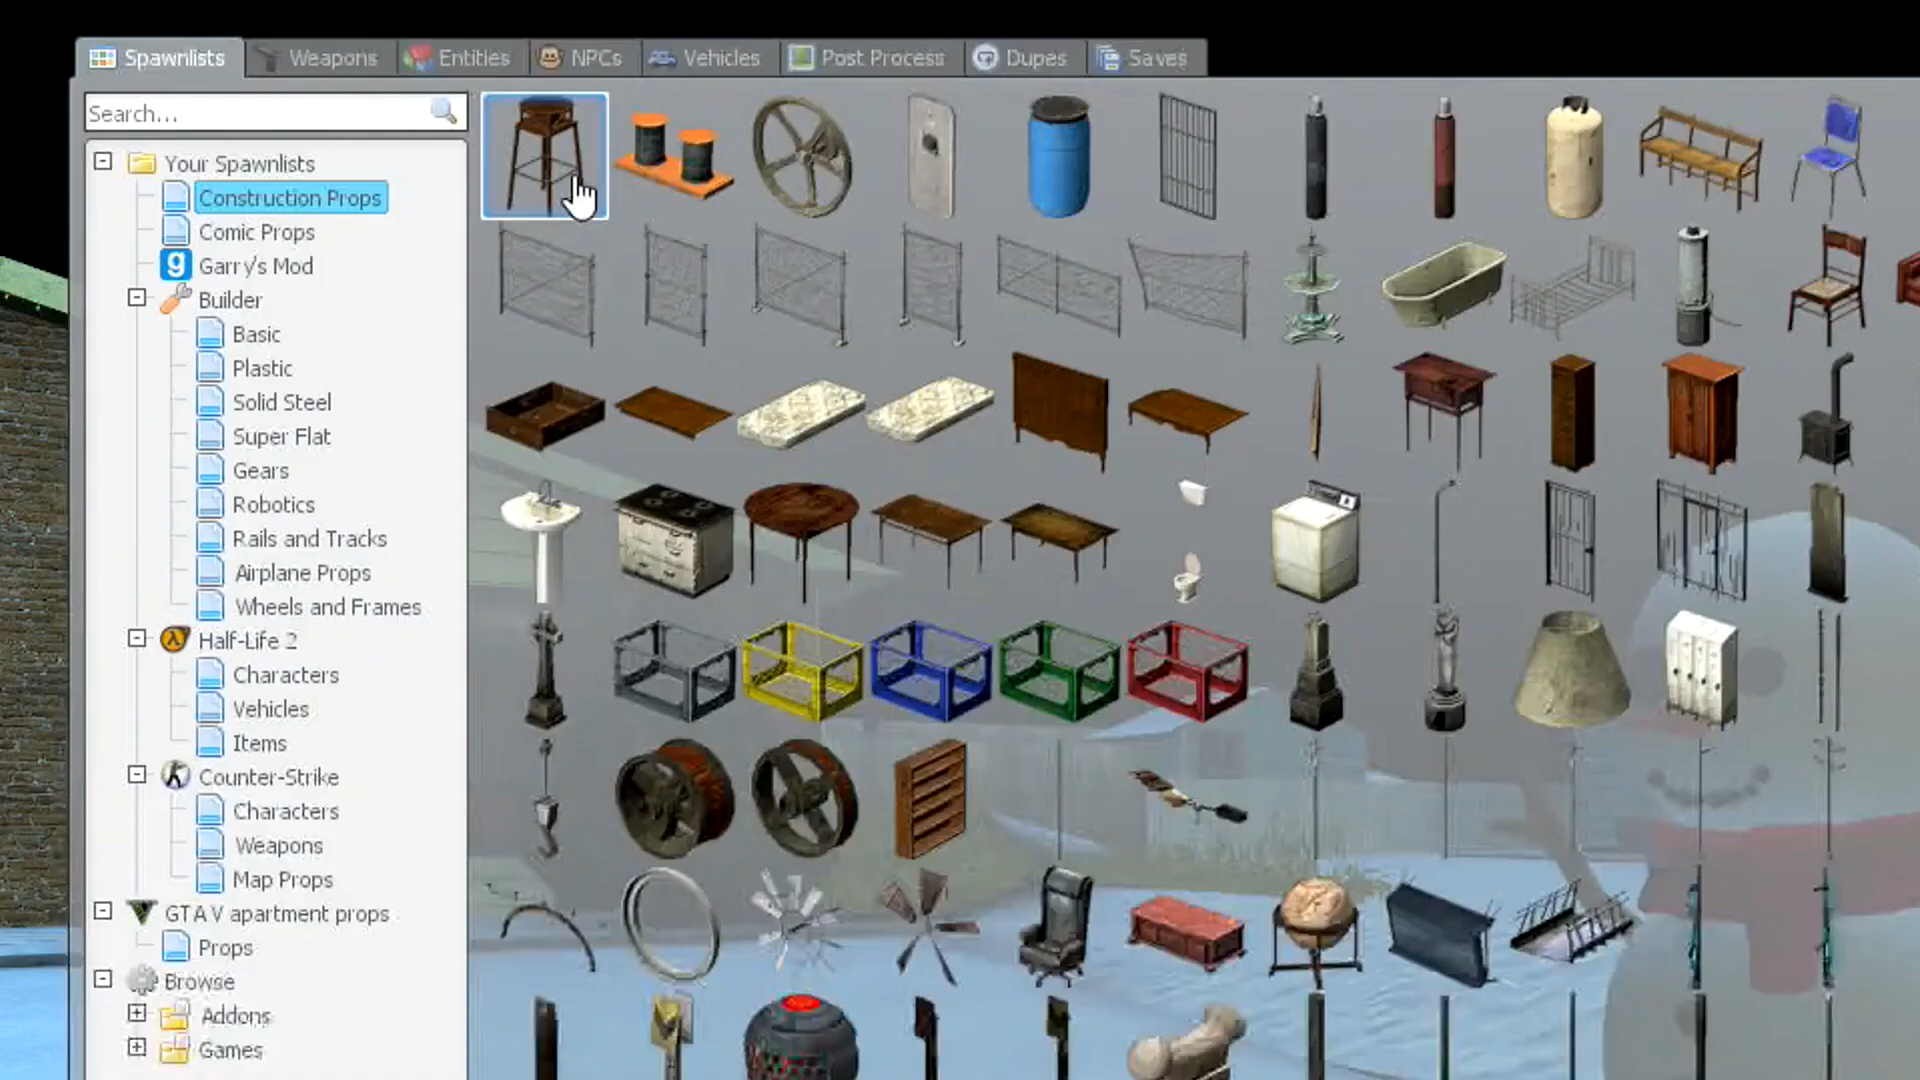 Spawnlists Weapons Entities NPCs Vehicles Post Process Dupes Saves
Search...
Your Spawnlists
Construction Props
Comic Props
g Garry's Mod
Builder
Basic
Plastic
Solid Steel
Super Flat
Gears
Robotics
Rails and Tracks
Airplane Props
Wheels and Frames
Half-Life 2
Characters
Vehicles
Items
Counter-Strike
Characters
Weapons
Map Props
GTA V apartment props
Props
Browse
Addons
Games